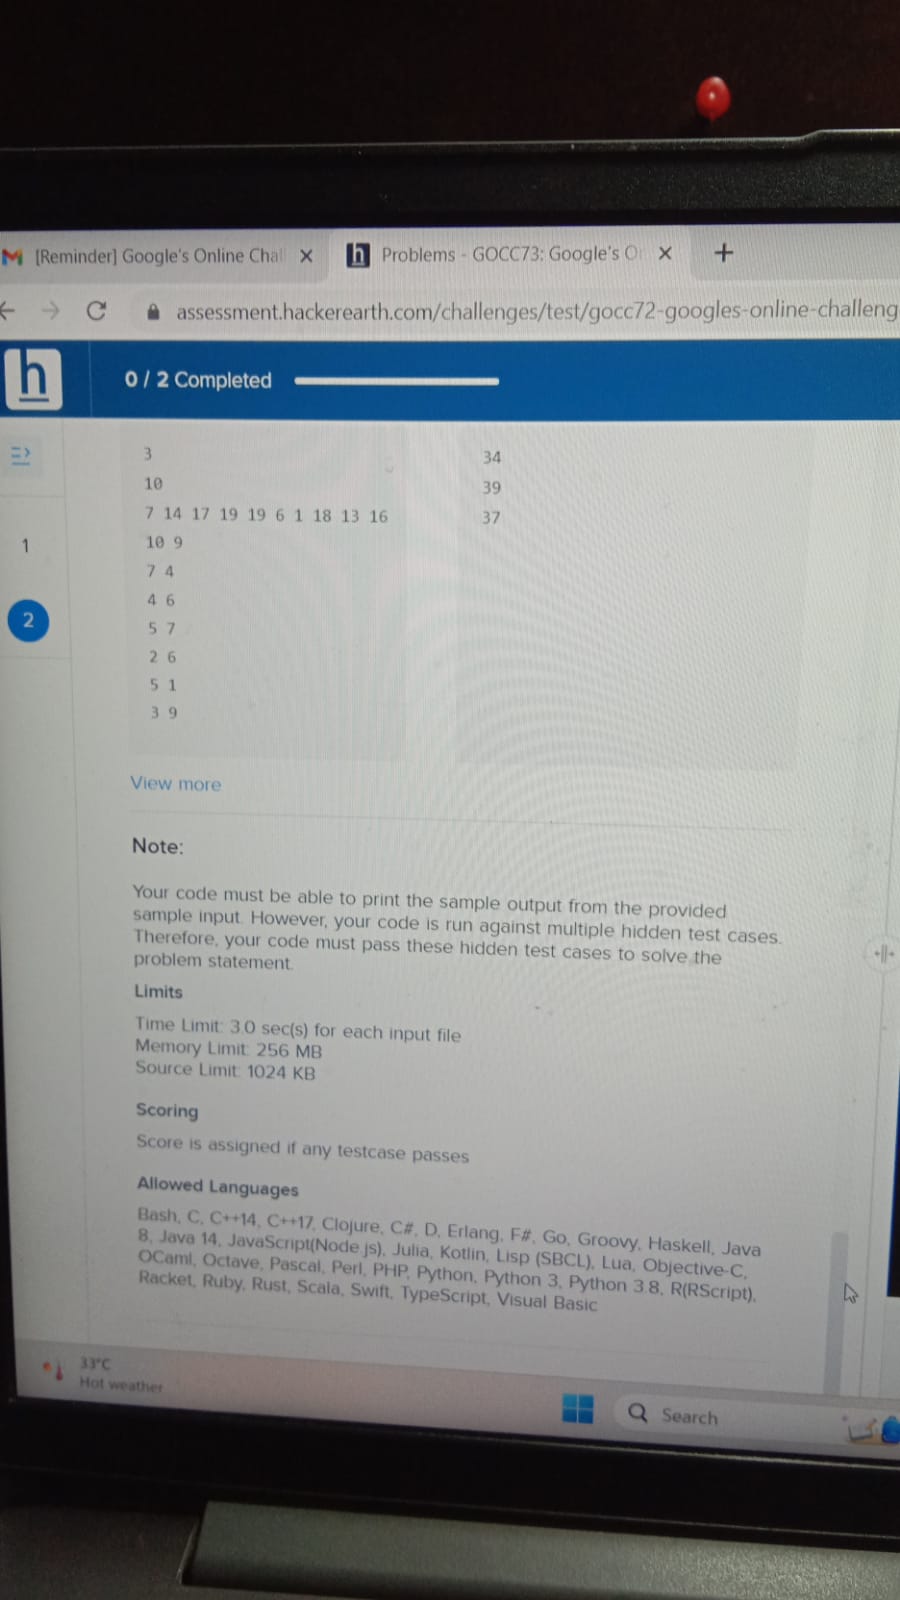 [Reminder] Google's Online Chal
Problems - GOCC73: Google's O
assessment.hackerearth.com/challenges/test/gocc72-googles-online-challeng
h
0 / 2 Completed
3
10
7 14 17 19 19 6 1 18 13 16
10 9
7 4
4 6
5 7
2 6
5 1
3 9
34
39
37
1
2
View more
Note:
Your code must be able to print the sample output from the provided
sample input. However, your code is run against multiple hidden test cases.
Therefore, your code must pass these hidden test cases to solve the
problem statement.
Limits
Time Limit: 3.0 sec(s) for each input file
Memory Limit: 256 MB
Source Limit: 1024 KB
Scoring
Score is assigned if any testcase passes
Allowed Languages
Bash, C, C++14, C++17, Clojure, C#, D, Erlang, F#, Go, Groovy, Haskell, Java
8, Java 14, JavaScript(Node.js), Julia, Kotlin, Lisp (SBCL), Lua, Objective-C,
OCaml, Octave, Pascal, Perl, PHP, Python, Python 3, Python 3.8, R(RScript),
Racket, Ruby, Rust, Scala, Swift, TypeScript, Visual Basic
33°C
Hot weather
Search